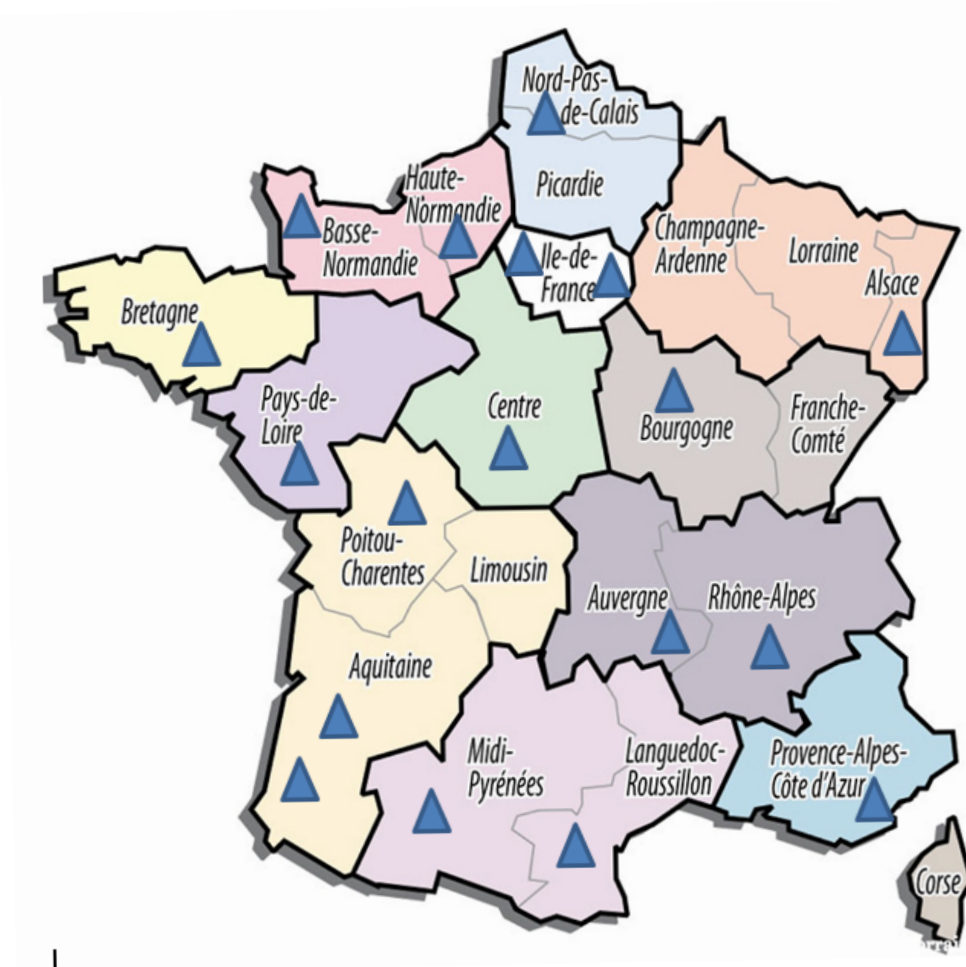 Nord-Pas-
de-Calais
Picardie
Haute-
Normandie
Basse-
Normandie
Ile-de-
France
Champagne-
Ardenne
Lorraine
Alsace
Bretagne
Pays-de-
Loire
Centre
Bourgogne
Franche-
Comté
Poitou-
Charentes
Limousin
Auvergne
Rhône-Alpes
Aquitaine
Midi-
Pyrénées
Languedoc-
Roussillon
Provence-Alpes-
Côte d'Azur
Corse